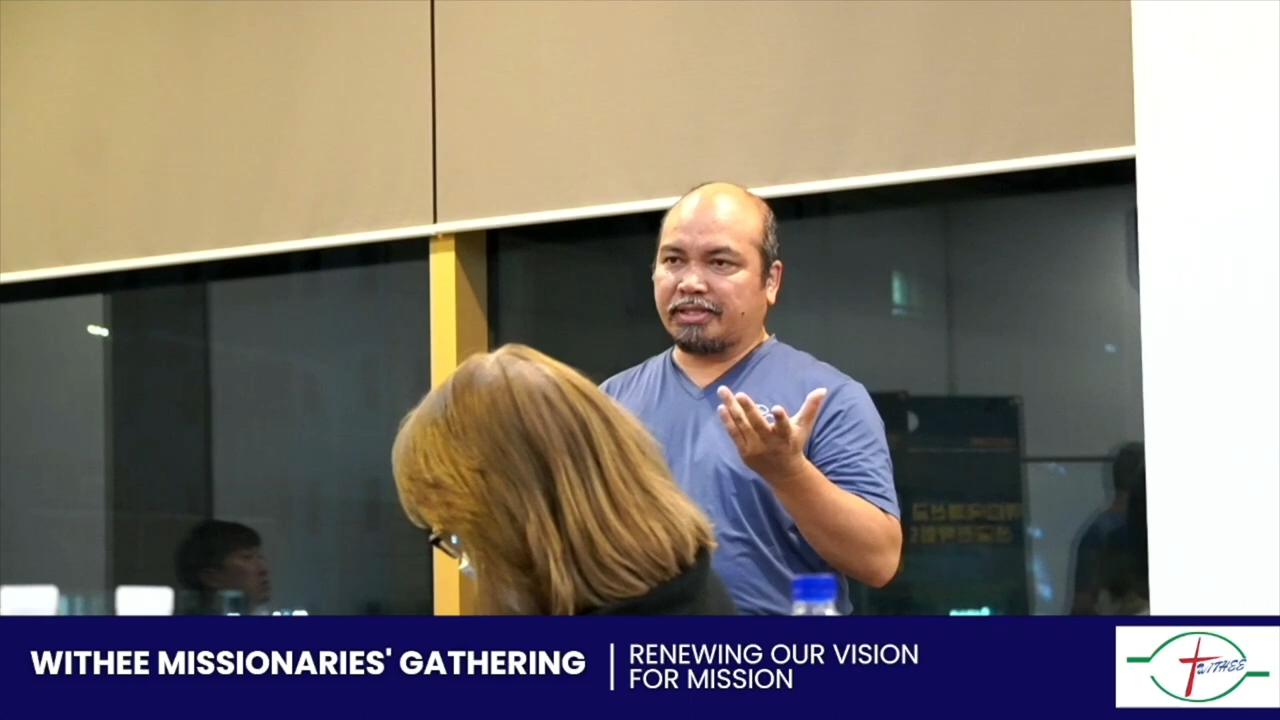 WITHEE MISSIONARIES' GATHERING
RENEWING OUR VISION
FOR MISSION
WITHEE